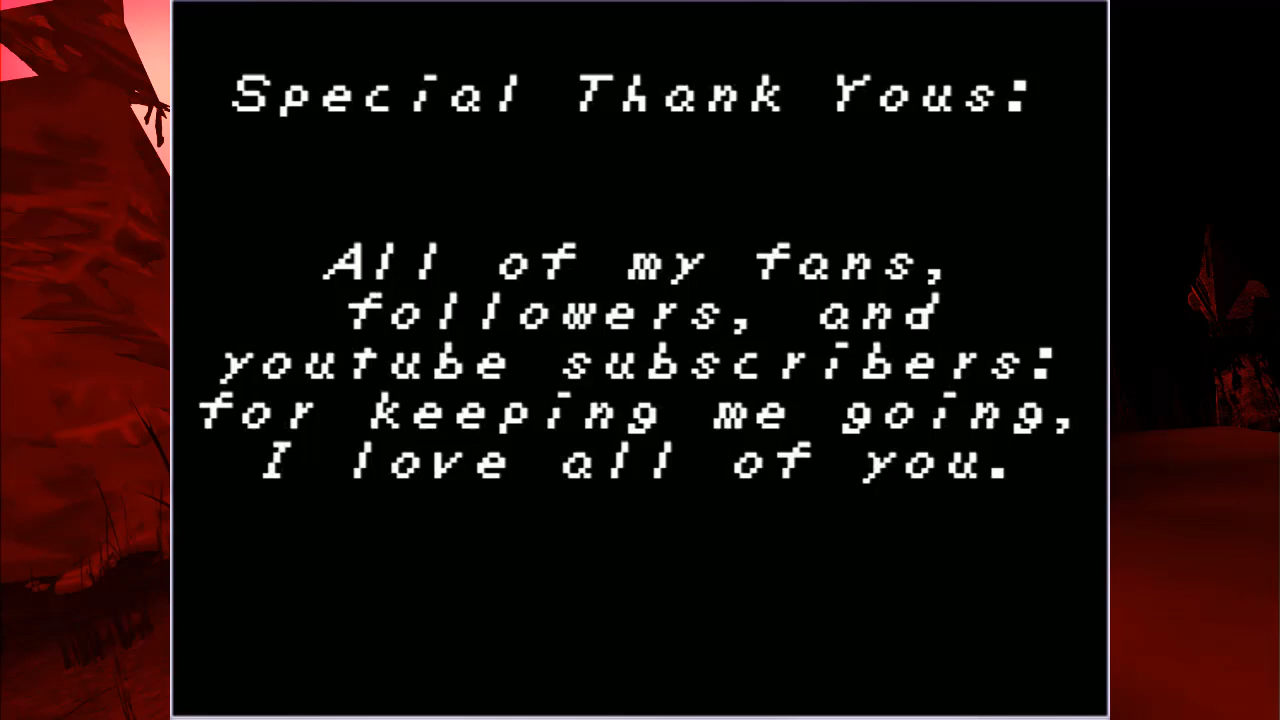 Special Thank Yous:
All of my fans,
followers, and
youtube subscribers:
for keeping me going,
I love all of you.